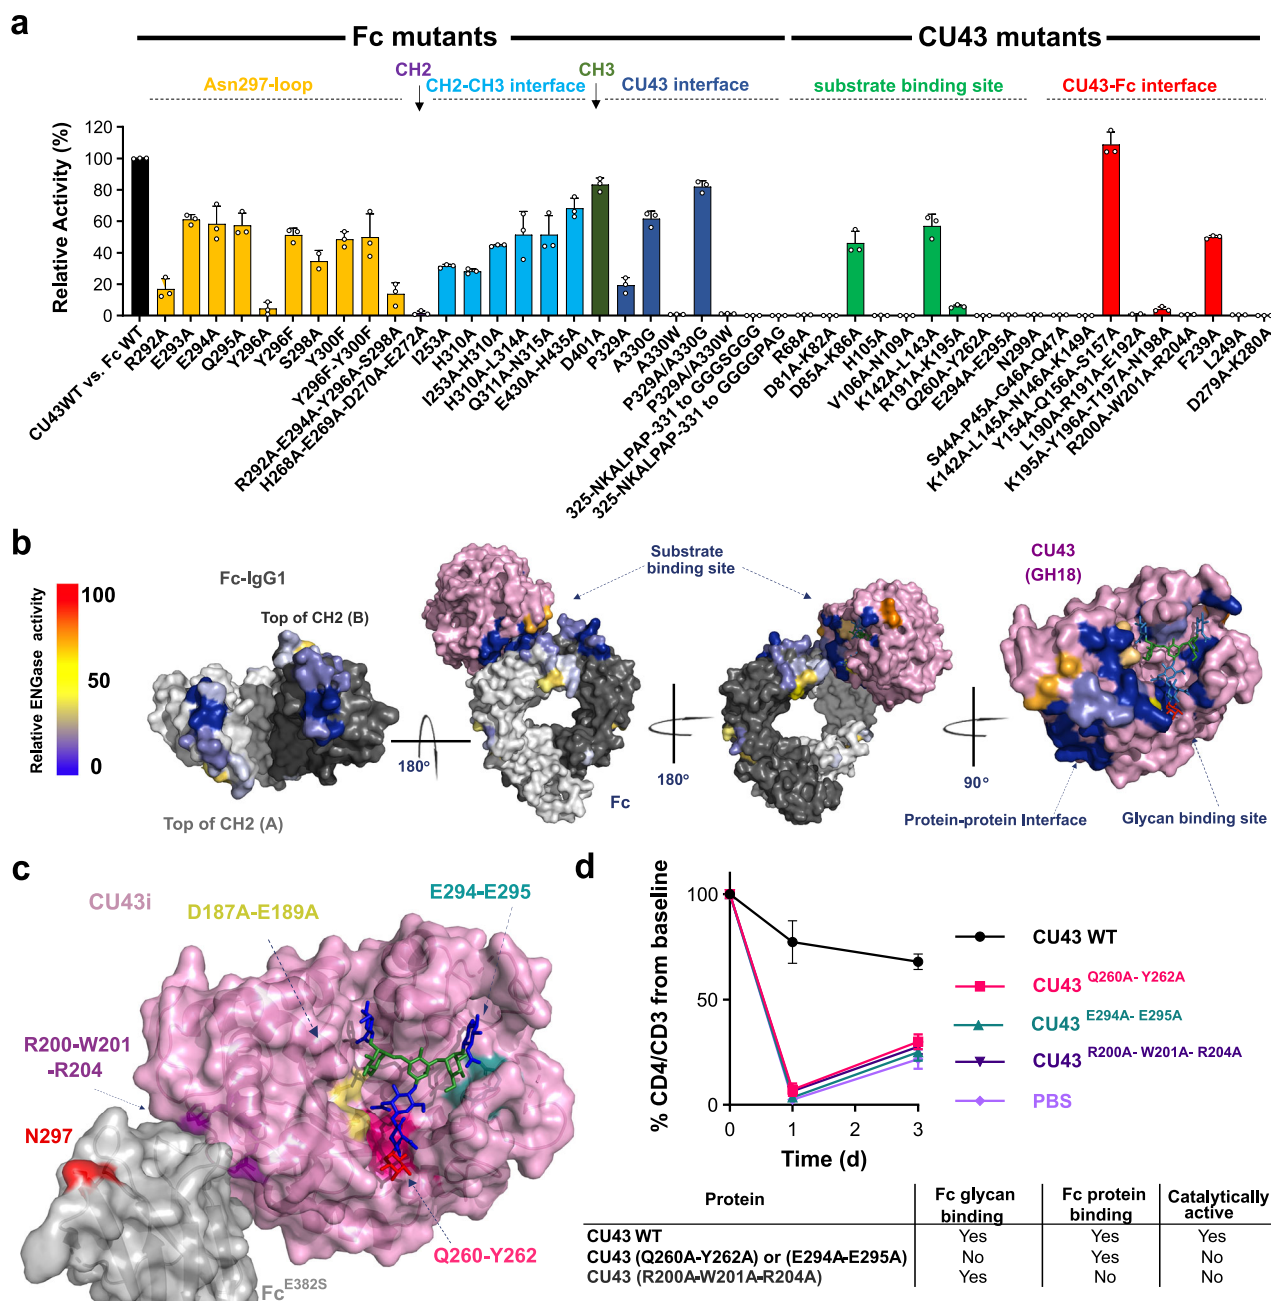 a
Fc mutants
CU43 mutants
CH2
CH3
Asn297-loop
CH2-CH3 interface
CU43 interface
substrate binding site
CU43-Fc interface
Relative Activity (%)
120
100
80
60
40
20
0
CU43WT vs. Fc WT
R292A
E293A
E294A
Q295A
Y296A
Y296F
S298A
Y300F
Y296F-Y300F
R292A-E294A-Y296A-S298A
H268A-E269A-D270A-E272A
I253A
H310A
I253A-H310A
H310A-L314A
Q311A-N315A
E430A-H435A
D401A
P329A
A330G
A330W
P329A/A330G
P329A/A330W
325-NKALPAP-331 to GGGSGGG
325-NKALPAP-331 to GGGGPAG
R68A
D81A-K82A
D85A-K86A
H105A
V106A-N109A
K142A-L143A
R191A-K195A
Q260A-Y262A
E294A-E295A
N299A
S44A-P45A-G46A-Q47A
K142A-L145A-N146A-K149A
Y154A-Q156A-S157A
L190A-R191A-E192A
K195A-Y196A-T197A-N198A
R200A-W201A-R204A
F239A
L249A
D279A-K280A
b
Relative ENGase activity
100
50
0
Fc-IgG1
Top of CH2 (B)
Top of CH2 (A)
180°
Substrate
binding site
Fc
180°
90°
CU43
(GH18)
Protein-protein Interface
Glycan binding site
c
CU43i
D187A-E189A
E294-E295
R200-W201
-R204
N297
Q260-Y262
Fc E382S
d
% CD4/CD3 from baseline
100
50
0
0
1
2
3
Time (d)
CU43 WT
CU43 Q260A- Y262A
CU43 E294A- E295A
CU43 R200A- W201A- R204A
PBS
Protein
Fc glycan
binding
Fc protein
binding
Catalytically
active
CU43 WT Yes Yes Yes
CU43 (Q260A-Y262A) or (E294A-E295A) No Yes No
CU43 (R200A-W201A-R204A) Yes No No